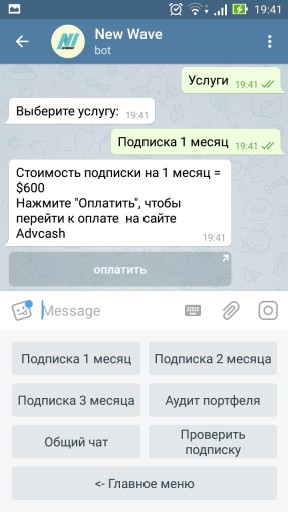 19:41
New Wave
bot
Услуги 19:41
Выберите услугу: 19:41
Подписка 1 месяц 19:41
Стоимость подписки на 1 месяц =
$600
Нажмите "Оплатить", чтобы
перейти к оплате на сайте
Advcash
19:41
оплатить
Message
Подписка 1 месяц
Подписка 2 месяца
Подписка 3 месяца
Аудит портфеля
Общий чат
Проверить
подписку
<- Главное меню